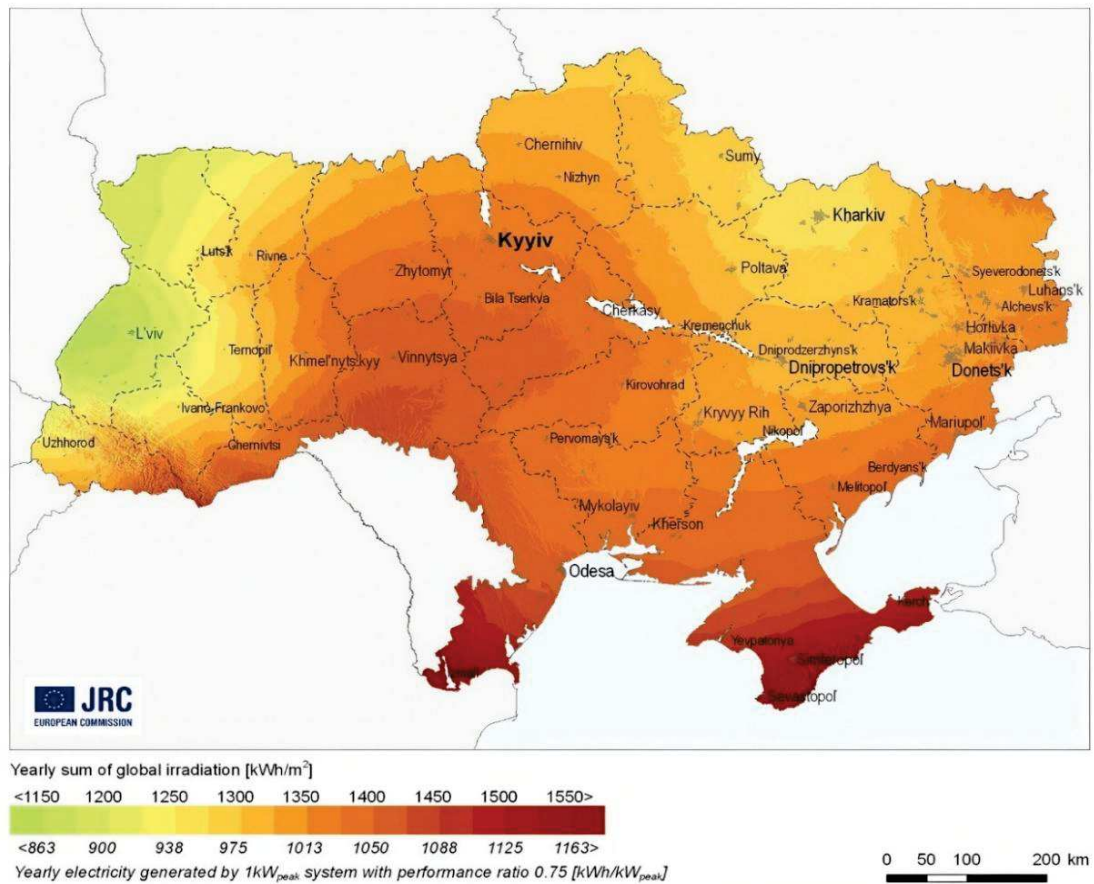 Chernihiv
Sumy
Nizhyn
Kharkiv
Kyyiv
Luts'k
Rivne
Zhytomyr
Poltava
Syeverodonets'k
Luhans'k
Bila Tserkva
Kramators'k
Alchevs'k
Cherkasy
L'viv
Kremenchuk
Horlivka
Ternopil'
Khmel'nyts.kyy
Vinnytsya
Dniprodzerzhyns'k
Makiivka
Dnipropetrovs'k
Donets'k
Kirovohrad
Ivano-Frankovo
Kryvyy Rih
Zaporizhzhya
Uzhhorod
Chernivtsi
Nikopol'
Mariupol'
Pervomays'k
Berdyans'k
Melitopol'
Mykolayiv
Kherson
Odesa
Kerch
Yevpatoriya
Simferopol'
Izmail
Sevastopol'
JRC
EUROPEAN COMMISSION
Yearly sum of global irradiation [kWh/m²]
<1150 1200 1250 1300 1350 1400 1450 1500 1550>
<863 900 938 975 1013 1050 1088 1125 1163>
Yearly electricity generated by 1kWpeak system with performance ratio 0.75 [kWh/kWpeak]
0 50 100 200 km